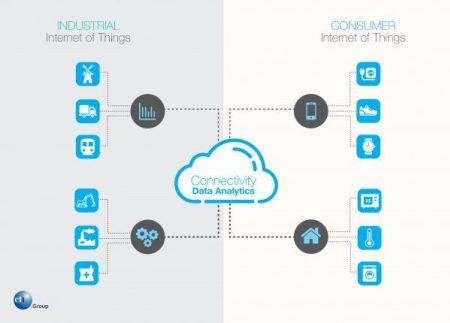 INDUSTRIAL
Internet of Things
CONSUMER
Internet of Things
Connectivity
Data Analytics
Group